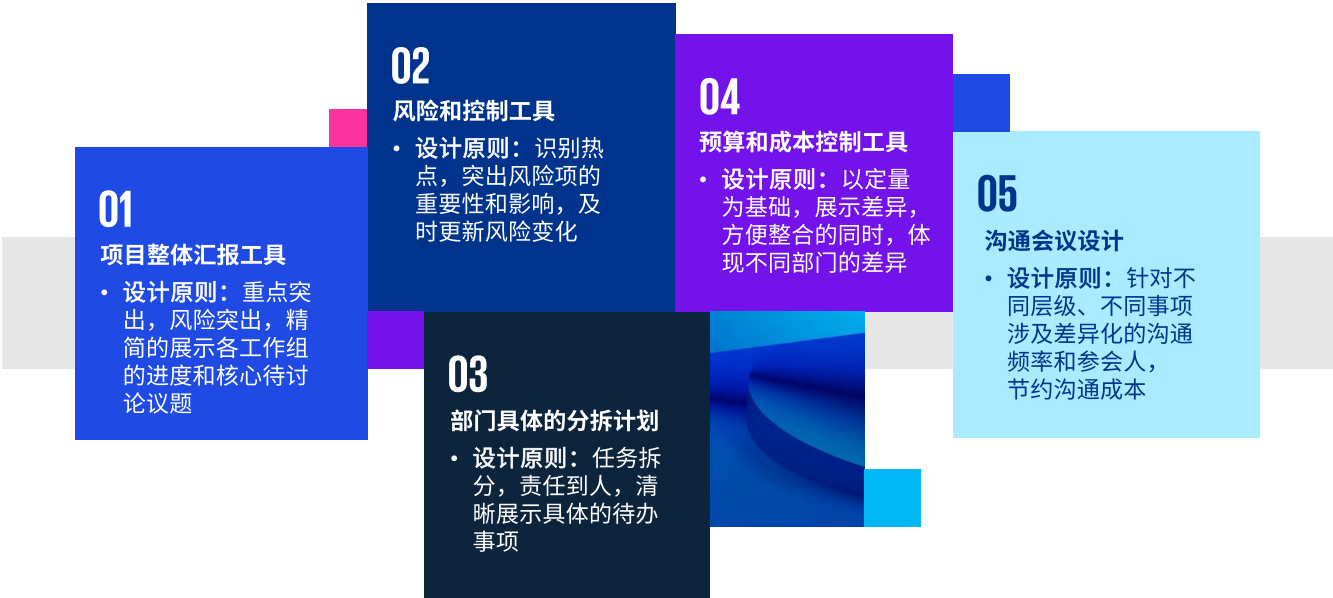 01
项目整体汇报工具
• 设计原则：重点突
出，风险突出，精
简的展示各工作组
的进度和核心待讨
论议题
02
风险和控制工具
• 设计原则：识别热
点，突出风险项的
重要性和影响，及
时更新风险变化
03
部门具体的分拆计划
• 设计原则：任务拆
分，责任到人，清
晰展示具体的待办
事项
04
预算和成本控制工具
• 设计原则：以定量
为基础，展示差异，
方便整合的同时，体
现不同部门的差异
05
沟通会议设计
• 设计原则：针对不
同层级、不同事项
涉及差异化的沟通
频率和参会人，
节约沟通成本